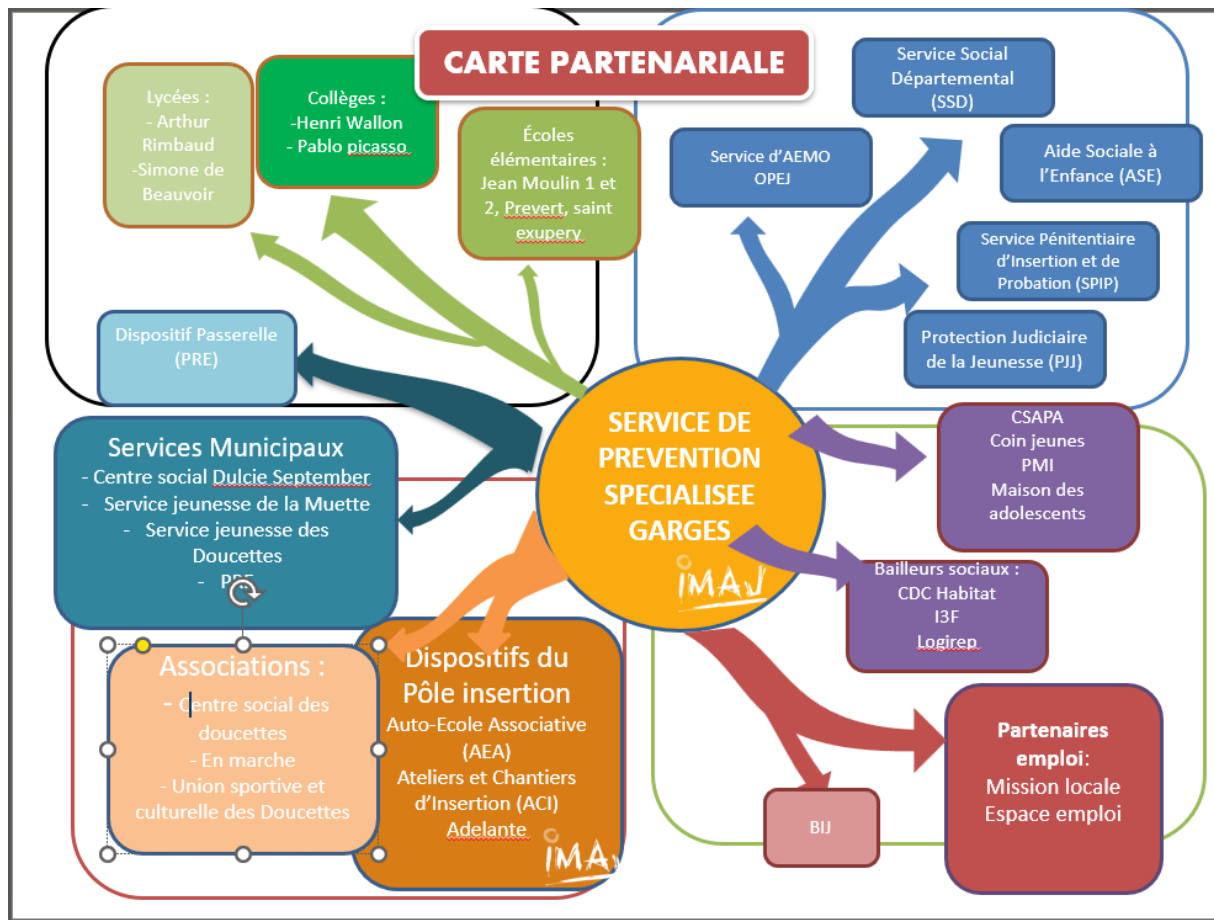 CARTE PARTENARIALE
Lycées :
- Arthur
Rimbaud
-Simone de
Beauvoir
Collèges :
-Henri Wallon
- Pablo picasso
Écoles
élémentaires :
Jean Moulin 1 et
2, Prevert, saint
exupery
Service Social
Départemental
(SSD)
Service d'AEMO
OPEJ
Aide Sociale à
l'Enfance (ASE)
Service Pénitentiaire
d'Insertion et de
Probation (SPIP)
Protection Judiciaire
de la Jeunesse (PJJ)
Dispositif Passerelle
(PRE)
SERVICE DE
PREVENTION
SPECIALISEE
GARGES
iMAJ
Services Municipaux
- Centre social Dulcie September
- Service jeunesse de la Muette
- Service jeunesse des
Doucettes
- PRE
CSAPA
Coin jeunes
PMI
Maison des
adolescents
Bailleurs sociaux :
CDC Habitat
I3F
Logirep
Associations :
- Centre social des
doucettes
- En marche
- Union sportive et
culturelle des Doucettes
Dispositifs du
Pôle insertion
Auto-Ecole Associative
(AEA)
Ateliers et Chantiers
d'Insertion (ACI)
Adelante
iMAJ
Partenaires
emploi:
Mission locale
Espace emploi
BIJ